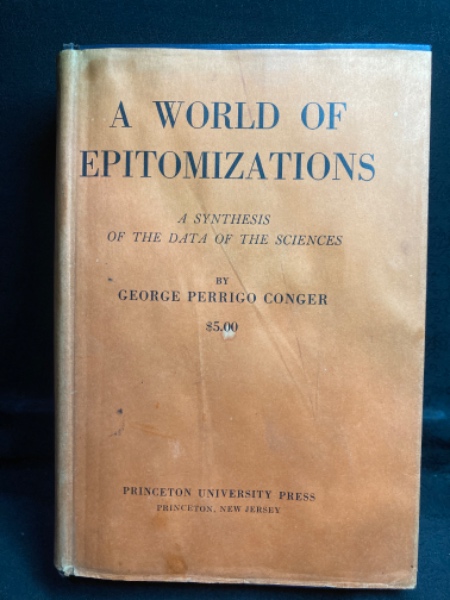 A WORLD OF
EPITOMIZATIONS
A SYNTHESIS
OF THE DATA OF THE SCIENCES
BY
GEORGE PERRIGO CONGER
$5.00
PRINCETON UNIVERSITY PRESS
PRINCETON, NEW JERSEY